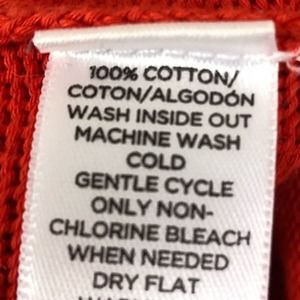 100% COTTON/
COTON/ALGODÓN
WASH INSIDE OUT
MACHINE WASH
COLD
GENTLE CYCLE
ONLY NON-
CHLORINE BLEACH
WHEN NEEDED
DRY FLAT